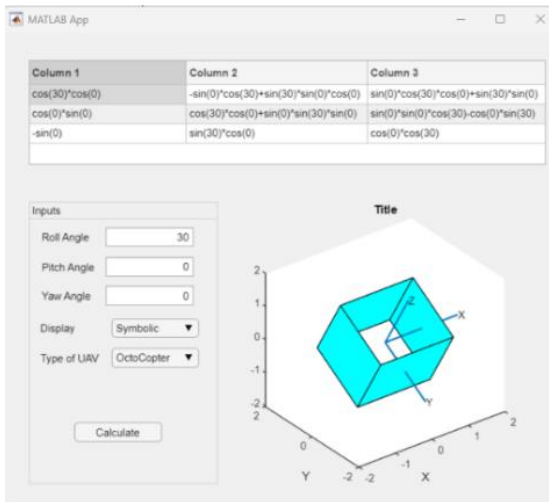 MATLAB App
Column 1 Column 2 Column 3
cos(30)*cos(0) -sin(0)*cos(30)+sin(30)*sin(0)*cos(0) sin(0)*cos(30)*cos(0)+sin(30)*sin(0)
cos(0)*sin(0) cos(30)*cos(0)+sin(0)*sin(30)*sin(0) sin(0)*sin(0)*cos(30)-cos(0)*sin(30)
-sin(0) sin(30)*cos(0) cos(0)*cos(30)
Inputs
Roll Angle 30
Pitch Angle 0
Yaw Angle 0
Display Symbolic
Type of UAV OctoCopter
Calculate
Title
2
1
0
-1
-2
2
0
-2
Y
-2
-1
0
1
2
X
Z
X
Y